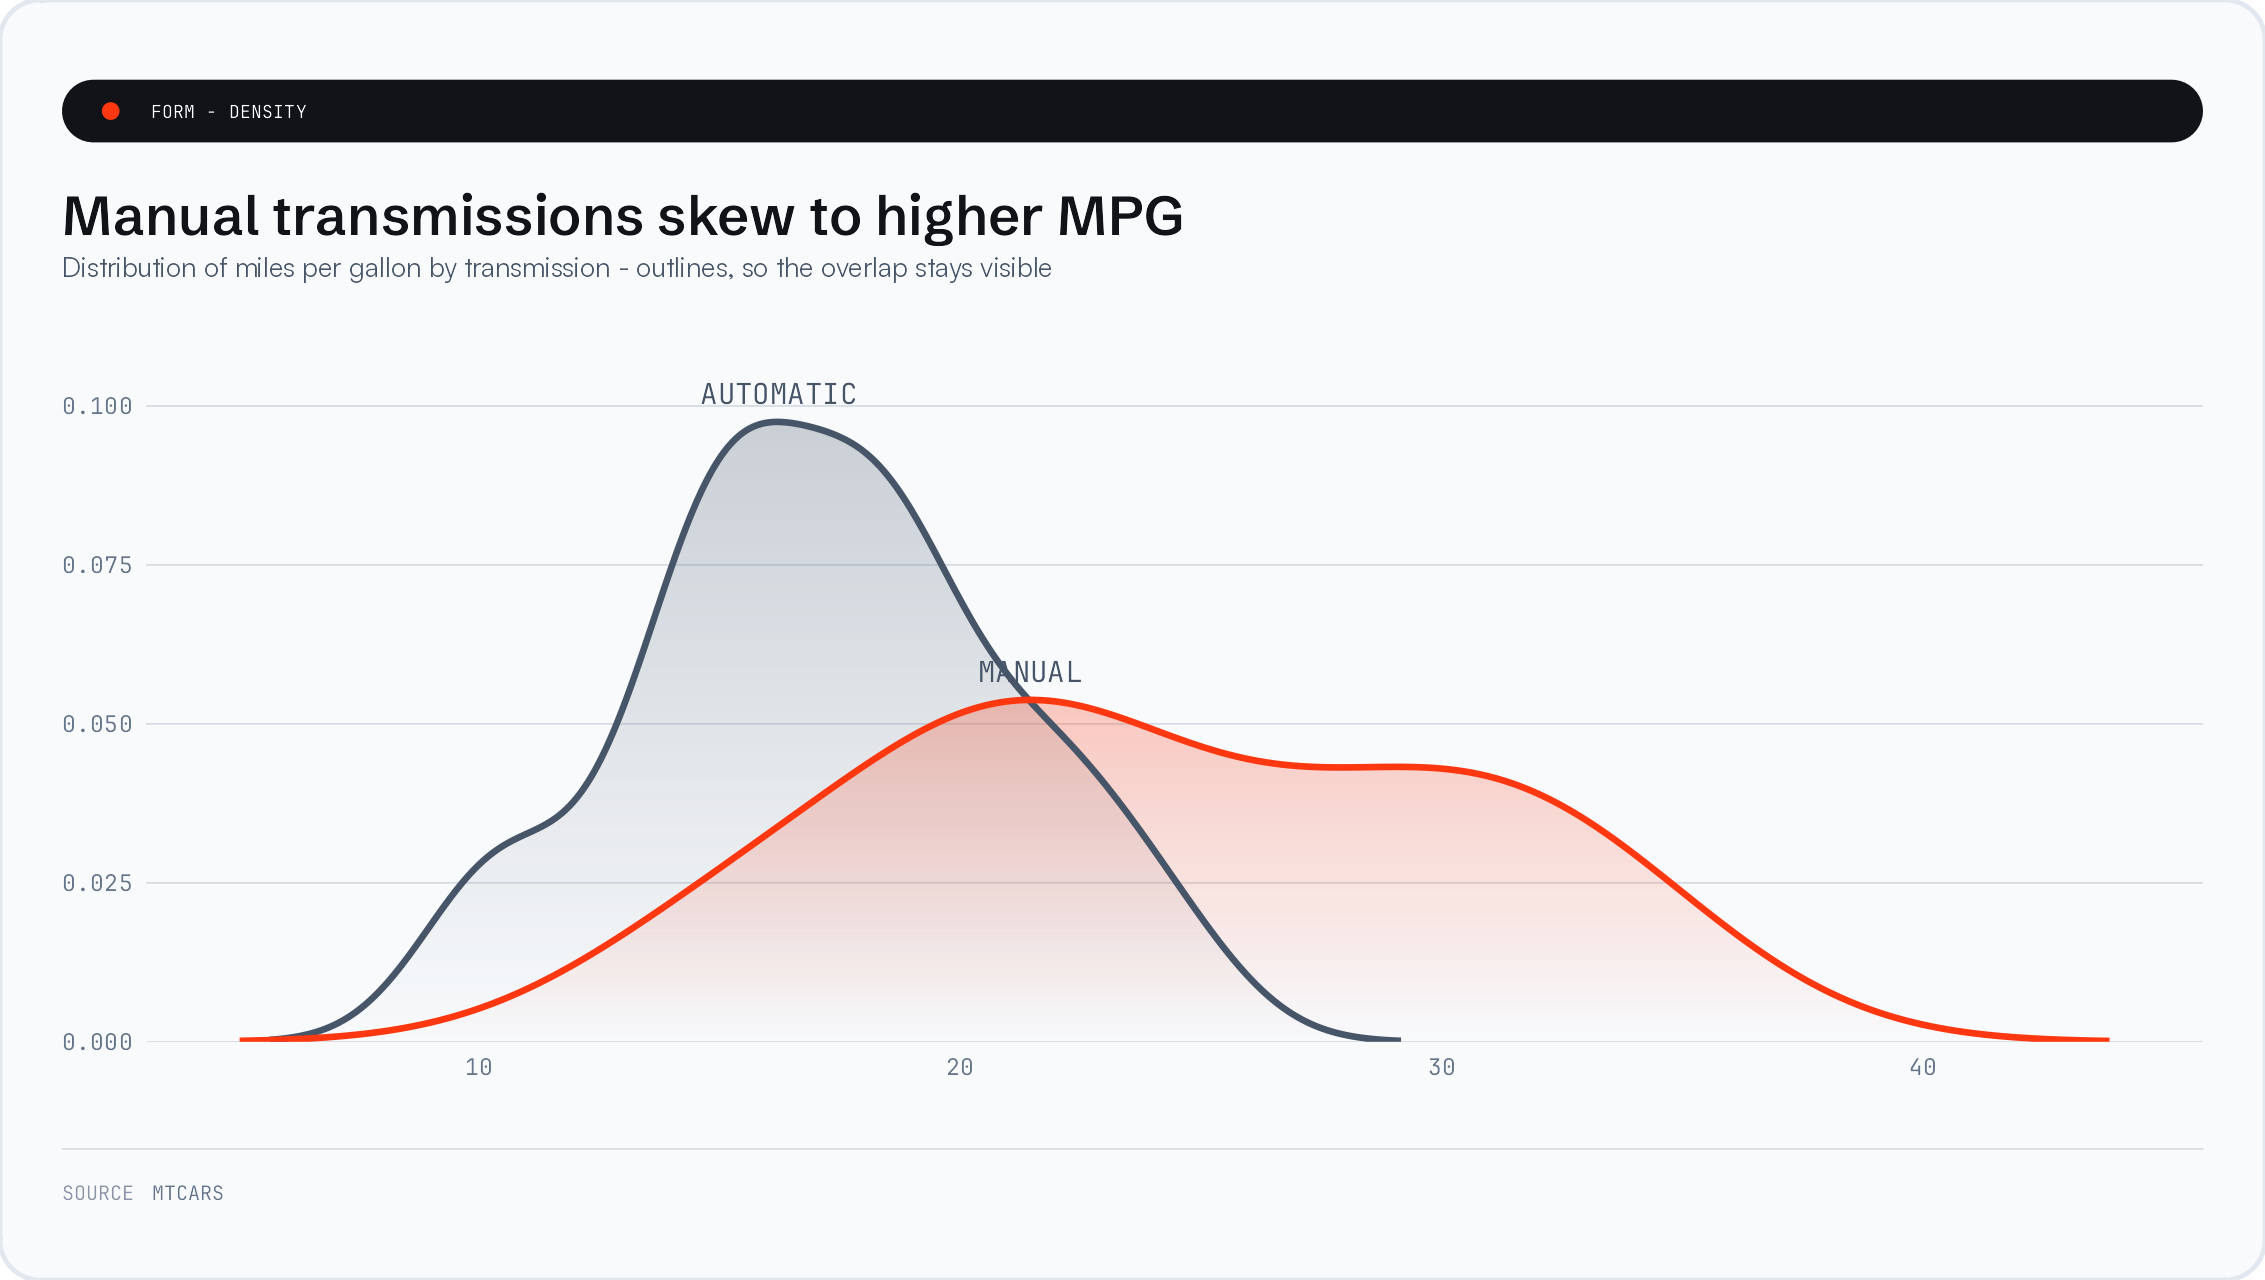 FORM - DENSITY
Manual transmissions skew to higher MPG
Distribution of miles per gallon by transmission - outlines, so the overlap stays visible
AUTOMATIC
0.100
0.075
MANUAL
0.050
0.025
0.000
10 20 30 40
SOURCE MTCARS